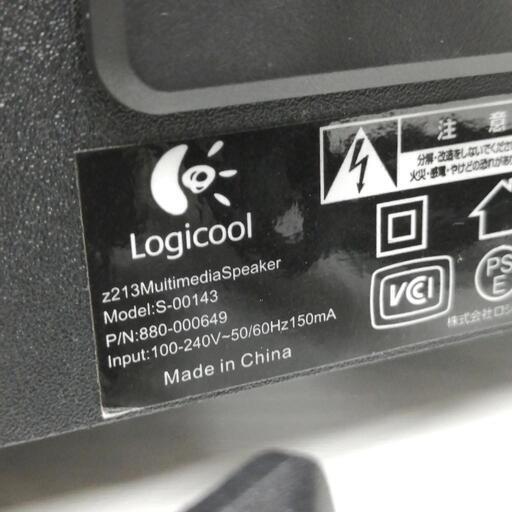 Logicool
z213MultimediaSpeaker
Model:S-00143
P/N:880-000649
Input:100-240V~50/60Hz150mA
Made in China
注 意
分解・改造をしないでくださ
火災・感電・やけどの恐れがあ
VCI
PS
E
株式会社ロジ